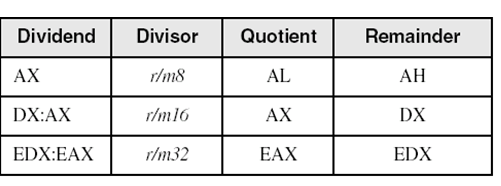 Dividend Divisor Quotient Remainder
AX r/m8 AL AH
DX:AX r/m16 AX DX
EDX:EAX r/m32 EAX EDX